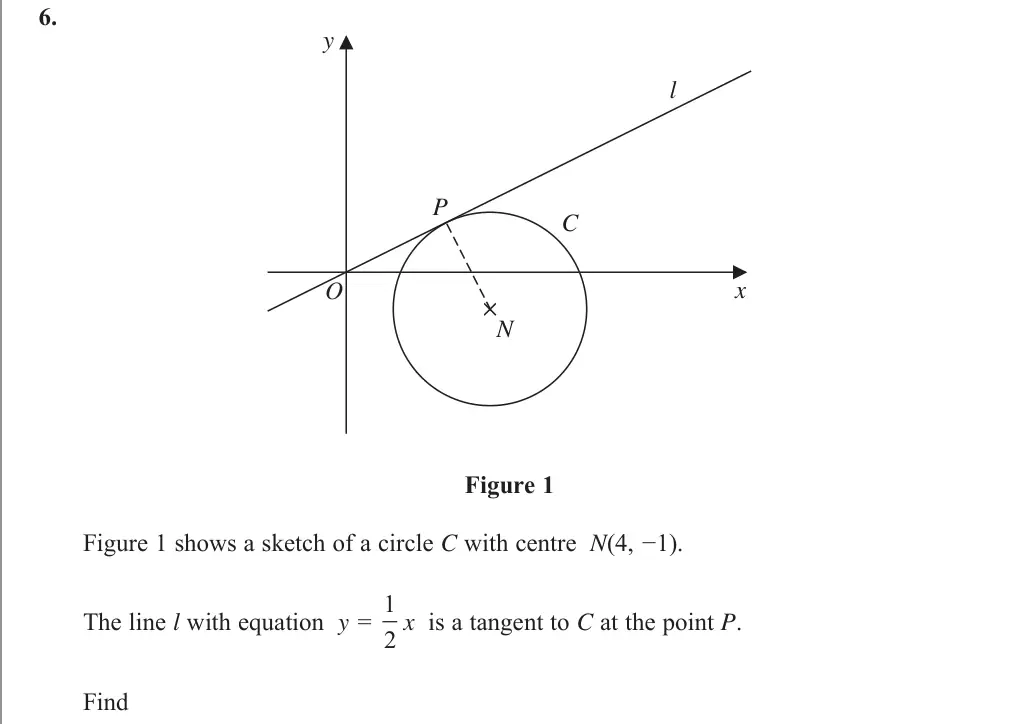 6.
y
l
P
C
O
x
N
Figure 1
Figure 1 shows a sketch of a circle C with centre N(4, −1).
The line l with equation y = 1/2 x is a tangent to C at the point P.
Find